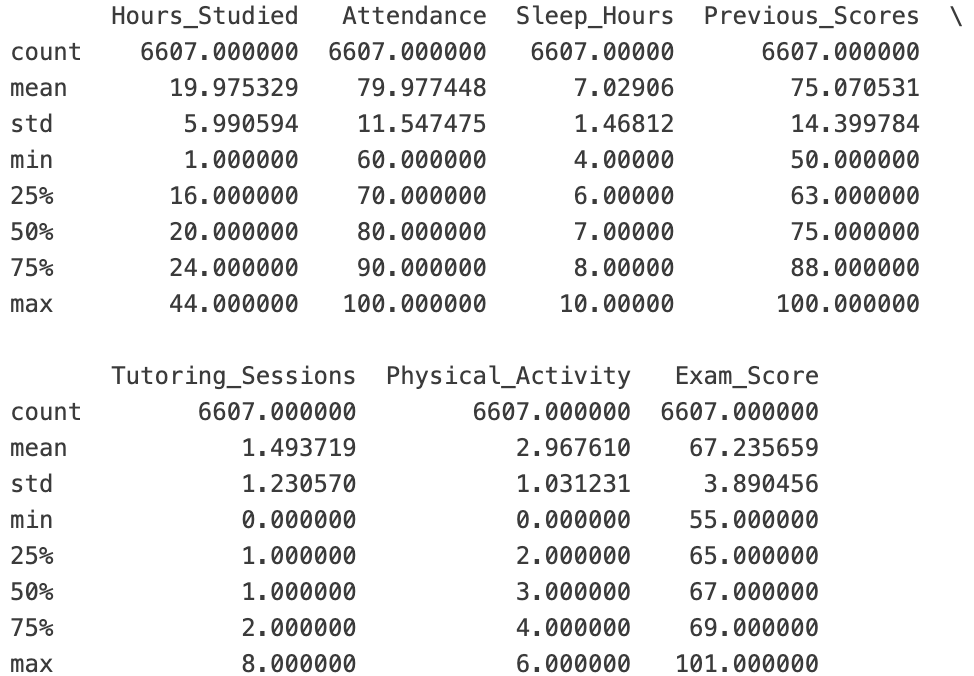 Hours_Studied Attendance Sleep_Hours Previous_Scores \
count 6607.000000 6607.000000 6607.00000 6607.000000
mean 19.975329 79.977448 7.02906 75.070531
std 5.990594 11.547475 1.46812 14.399784
min 1.000000 60.000000 4.00000 50.000000
25% 16.000000 70.000000 6.00000 63.000000
50% 20.000000 80.000000 7.00000 75.000000
75% 24.000000 90.000000 8.00000 88.000000
max 44.000000 100.000000 10.00000 100.000000
Tutoring_Sessions Physical_Activity Exam_Score
count 6607.000000 6607.000000 6607.000000
mean 1.493719 2.967610 67.235659
std 1.230570 1.031231 3.890456
min 0.000000 0.000000 55.000000
25% 1.000000 2.000000 65.000000
50% 1.000000 3.000000 67.000000
75% 2.000000 4.000000 69.000000
max 8.000000 6.000000 101.000000